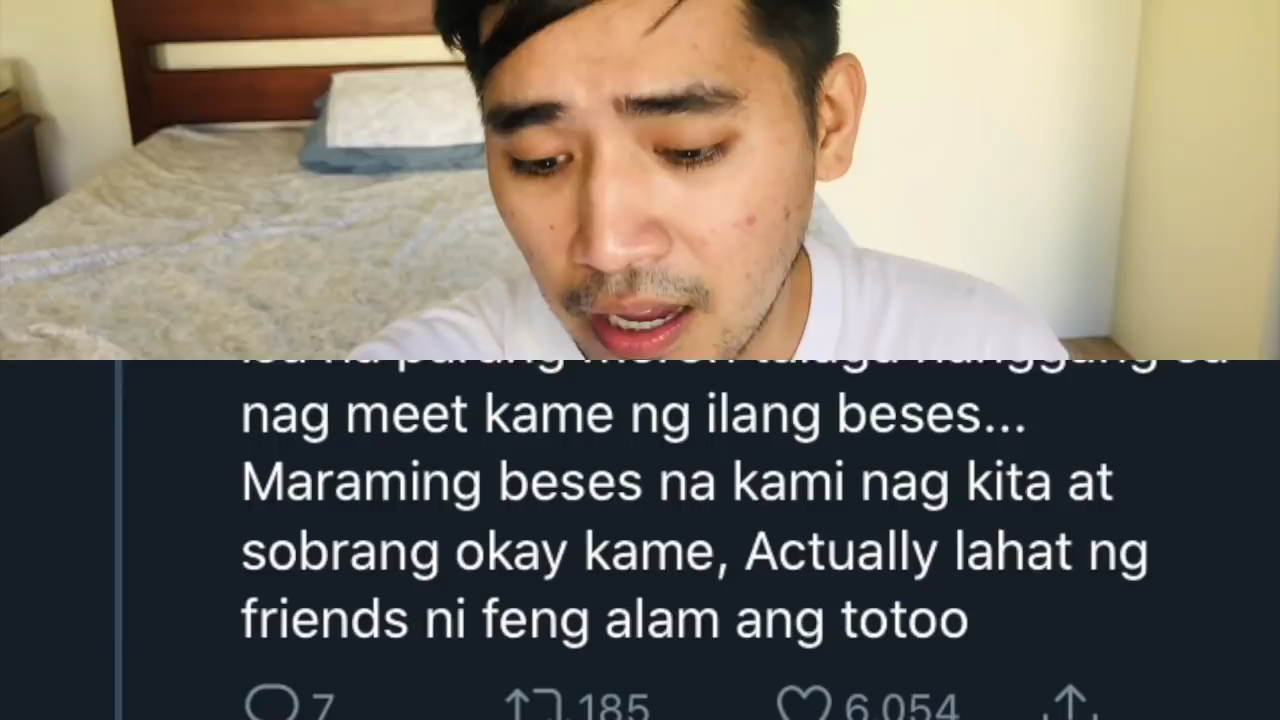 nag meet kame ng ilang beses...
Maraming beses na kami nag kita at
sobrang okay kame, Actually lahat ng
friends ni feng alam ang totoo
7 185 6,054